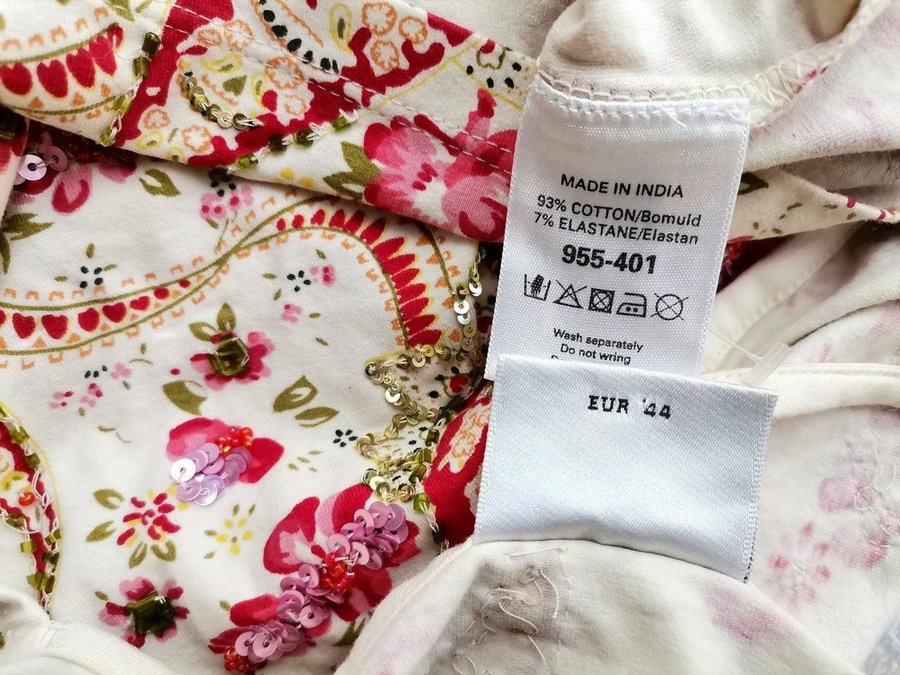 MADE IN INDIA
93% COTTON/Bomuld
7% ELASTANE/Elastan
955-401
Wash separately
Do not wring
EUR 44